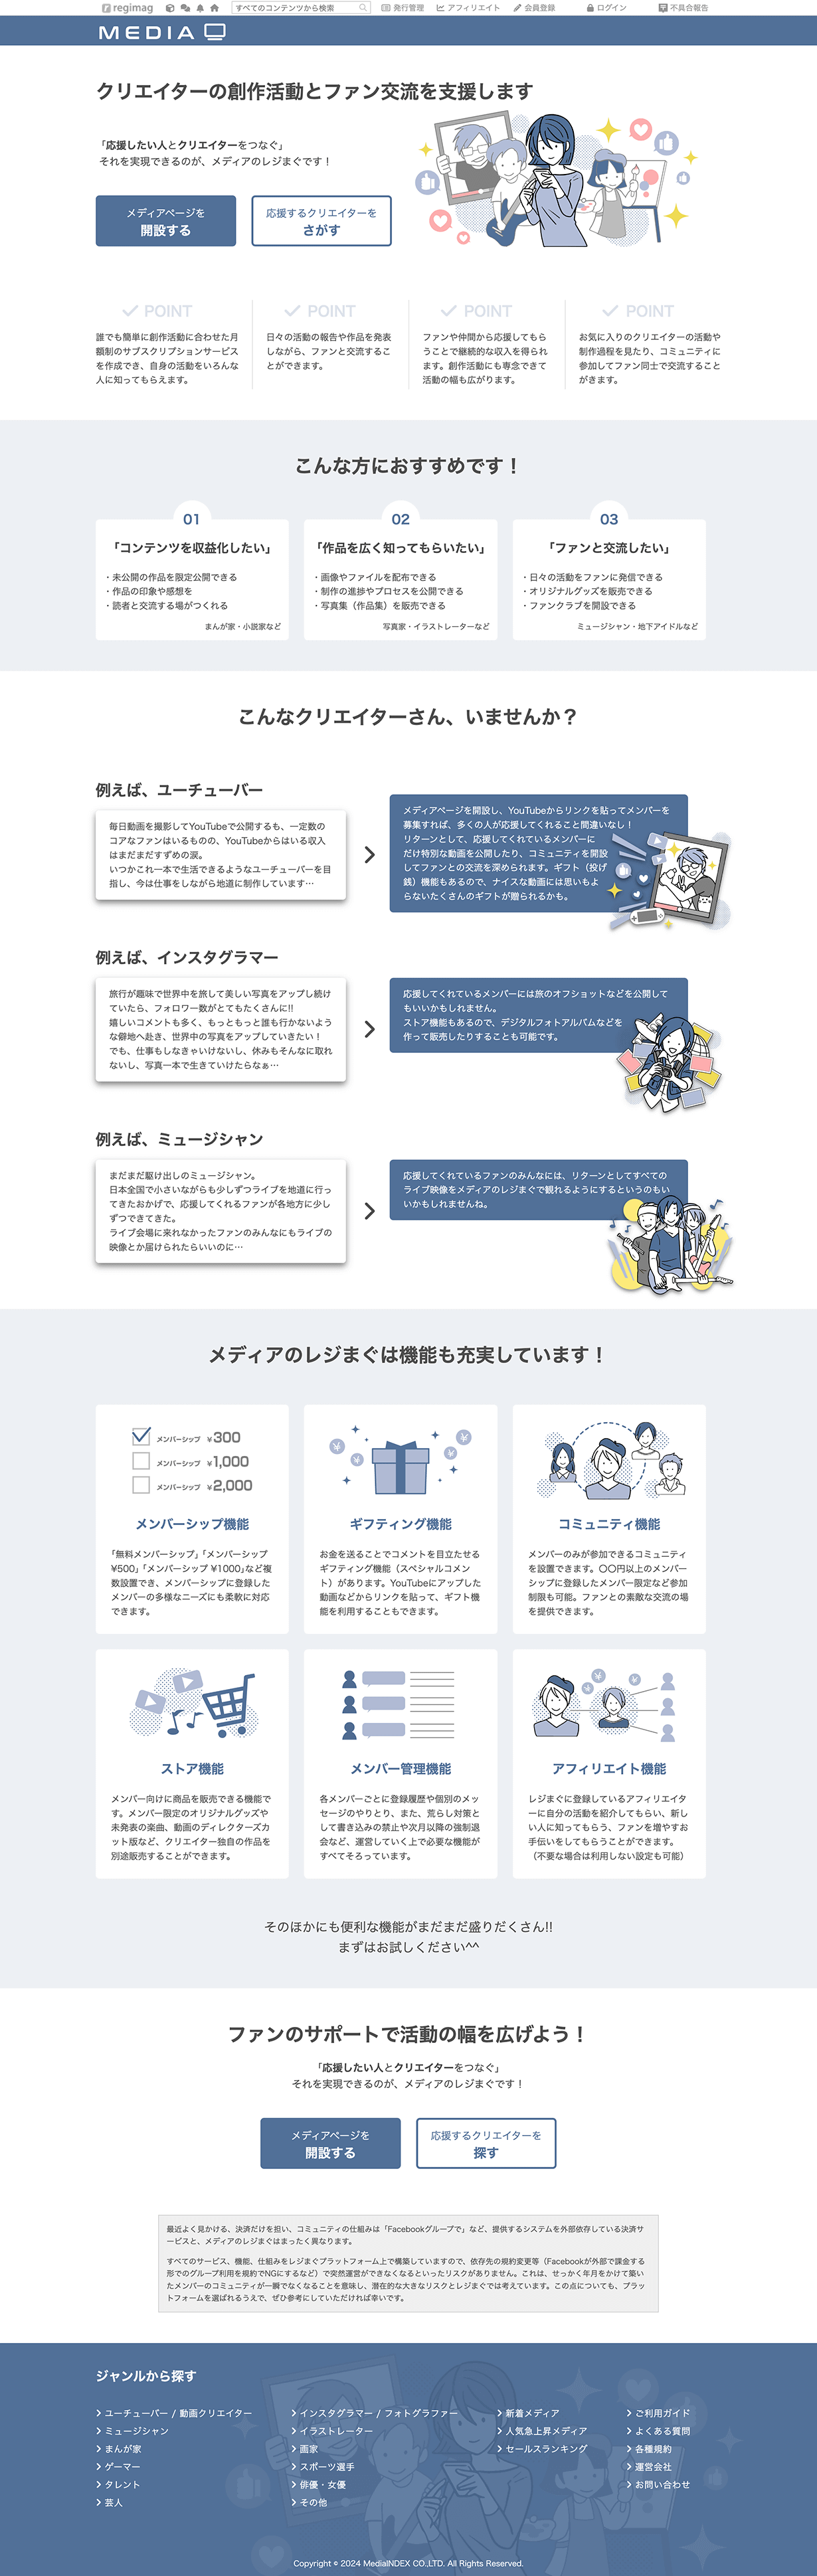 regimag
すべてのコンテンツから検索
発行管理
アフィリエイト
会員登録
ログイン
不具合報告
MEDIA
クリエイターの創作活動とファン交流を支援します
「応援したい人とクリエイターをつなぐ」
それを実現できるのが、メディアのレジまぐです！
メディアページを
開設する
応援するクリエイターを
さがす
POINT
誰でも簡単に創作活動に合わせた月
額制のサブスクリプションサービス
を作成でき、自身の活動をいろんな
人に知ってもらえます。
POINT
日々の活動の報告や作品を発表
しながら、ファンと交流するこ
とができます。
POINT
ファンや仲間から応援してもら
うことで継続的な収入を得られ
ます。創作活動にも専念できて
活動の幅も広がります。
POINT
お気に入りのクリエイターの活動や
制作過程を見たり、コミュニティに
参加してファン同士で交流すること
がきます。
こんな方におすすめです！
01
「コンテンツを収益化したい」
・未公開の作品を限定公開できる
・作品の印象や感想を
・読者と交流する場がつくれる
まんが家・小説家など
02
「作品を広く知ってもらいたい」
・画像やファイルを配布できる
・制作の進捗やプロセスを公開できる
・写真集（作品集）を販売できる
写真家・イラストレーターなど
03
「ファンと交流したい」
・日々の活動をファンに発信できる
・オリジナルグッズを販売できる
・ファンクラブを開設できる
ミュージシャン・地下アイドルなど
こんなクリエイターさん、いませんか？
例えば、ユーチューバー
毎日動画を撮影してYouTubeで公開するも、一定数の
コアなファンはいるものの、YouTubeからはいる収入
はまだまだすずめの涙。
いつかこれ一本で生活できるようなユーチューバーを目
指し、今は仕事をしながら地道に制作しています…
メディアページを開設し、YouTubeからリンクを貼ってメンバーを
募集すれば、多くの人が応援してくれること間違いなし！
リターンとして、応援してくれているメンバーに
だけ特別な動画を公開したり、コミュニティを開設
してファンとの交流を深められます。ギフト（投げ
銭）機能もあるので、ナイスな動画には思いもよ
らないたくさんのギフトが贈られるかも。
例えば、インスタグラマー
旅行が趣味で世界中を旅して美しい写真をアップし続け
ていたら、フォロワー数がとてもたくさんに!!
嬉しいコメントも多く、もっともっと誰も行かないよう
な僻地へ赴き、世界中の写真をアップしていきたい！
でも、仕事もしなきゃいけないし、休みもそんなに取れ
ないし、写真一本で生きていけたらなぁ…
応援してくれているメンバーには旅のオフショットなどを公開して
もいいかもしれません。
ストア機能もあるので、デジタルフォトアルバムなどを
作って販売したりすることも可能です。
例えば、ミュージシャン
まだまだ駆け出しのミュージシャン。
日本全国で小さいながらも少しずつライブを地道に行っ
てきたおかげで、応援してくれるファンが各地方に少し
ずつできてきた。
ライブ会場に来れなかったファンのみんなにもライブの
映像とか届けられたらいいのに…
応援してくれているファンのみんなには、リターンとしてすべての
ライブ映像をメディアのレジまぐで観れるようにするというのもい
いかもしれませんね。
メディアのレジまぐは機能も充実しています！
メンバーシップ ¥300
メンバーシップ ¥1,000
メンバーシップ ¥2,000
メンバーシップ機能
「無料メンバーシップ」「メンバーシップ
¥500」「メンバーシップ ¥1000」など複
数設置でき、メンバーシップに登録した
メンバーの多様なニーズにも柔軟に対応
できます。
ギフティング機能
お金を送ることでコメントを目立たせる
ギフティング機能（スペシャルコメン
ト）があります。YouTubeにアップした
動画などからリンクを貼って、ギフト機
能を利用することもできます。
コミュニティ機能
メンバーのみが参加できるコミュニティ
を設置できます。〇〇円以上のメンバー
シップに登録したメンバー限定など参加
制限も可能。ファンとの素敵な交流の場
を提供できます。
ストア機能
メンバー向けに商品を販売できる機能で
す。メンバー限定のオリジナルグッズや
未発表の楽曲、動画のディレクターズカ
ット版など、クリエイター独自の作品を
別途販売することができます。
メンバー管理機能
各メンバーごとに登録履歴や個別のメッ
セージのやりとり、また、荒らし対策と
して書き込みの禁止や次月以降の強制退
会など、運営していく上で必要な機能が
すべてそろっています。
アフィリエイト機能
レジまぐに登録しているアフィリエイタ
ーに自分の活動を紹介してもらい、新し
い人に知ってもらう、ファンを増やすお
手伝いをしてもらうことができます。
（不要な場合は利用しない設定も可能）
そのほかにも便利な機能がまだまだ盛りだくさん!!
まずはお試しください^^
ファンのサポートで活動の幅を広げよう！
「応援したい人とクリエイターをつなぐ」
それを実現できるのが、メディアのレジまぐです！
メディアページを
開設する
応援するクリエイターを
探す
最近よく見かける、決済だけを担い、コミュニティの仕組みは「Facebookグループで」など、提供するシステムを外部依存している決済サ
ービスと、メディアのレジまぐはまったく異なります。
すべてのサービス、機能、仕組みをレジまぐプラットフォーム上で構築していますので、依存先の規約変更等（Facebookが外部で課金する
形でのグループ利用を規約でNGにするなど）で突然運営ができなくなるといったリスクがありません。これは、せっかく年月をかけて築い
たメンバーのコミュニティが一瞬でなくなることを意味し、潜在的な大きなリスクとレジまぐでは考えています。この点についても、プラッ
トフォームを選ばれるうえで、ぜひ参考にしていただければ幸いです。
ジャンルから探す
ユーチューバー / 動画クリエイター
ミュージシャン
まんが家
ゲーマー
タレント
芸人
インスタグラマー / フォトグラファー
イラストレーター
画家
スポーツ選手
俳優・女優
その他
新着メディア
人気急上昇メディア
セールスランキング
ご利用ガイド
よくある質問
各種規約
運営会社
お問い合わせ
Copyright © 2024 MediaINDEX CO.,LTD. All Rights Reserved.